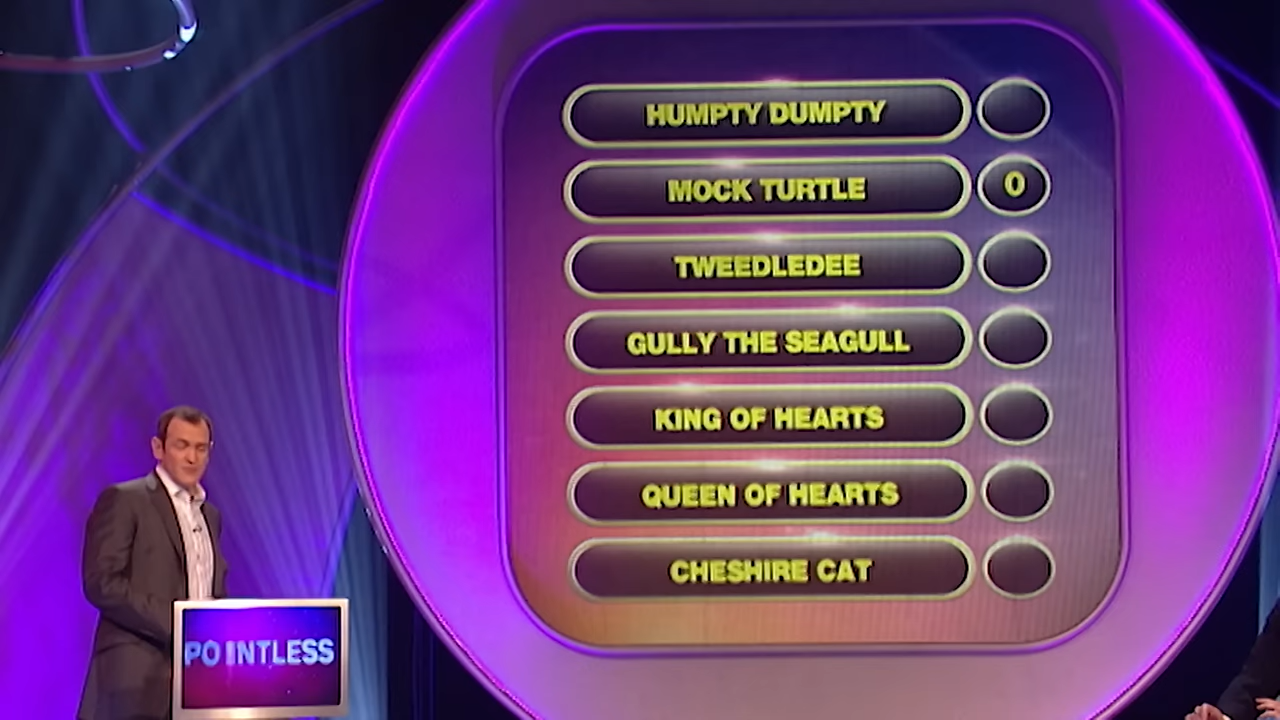 HUMPTY DUMPTY
MOCK TURTLE 0
TWEEDLEDEE
GULLY THE SEAGULL
KING OF HEARTS
QUEEN OF HEARTS
CHESHIRE CAT
POINTLESS